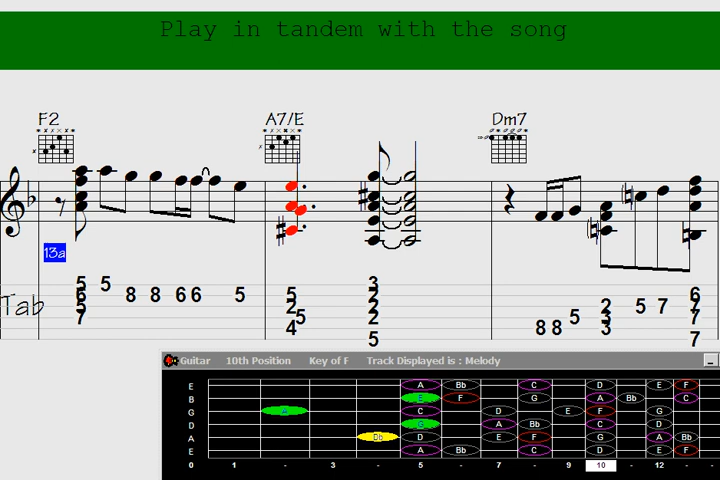 Play in tandem with the song
F2 A7/E Dm7
13a
5 5 5 3 6
6 8 8 6 6 5 2 2 2 5 7 7
5 5 2 5 3 7
7 4 8 8 3
5 7
Tab
Guitar 10th Position Key of F Track Displayed is : Melody
E A Bb C D E F
B E F G A Bb C
G A C D E F G
D G A Bb C D
A Db D E F G A Bb
E A Bb C D E F
0 1 - 3 - 5 - 7 - 9 10 - 12 -